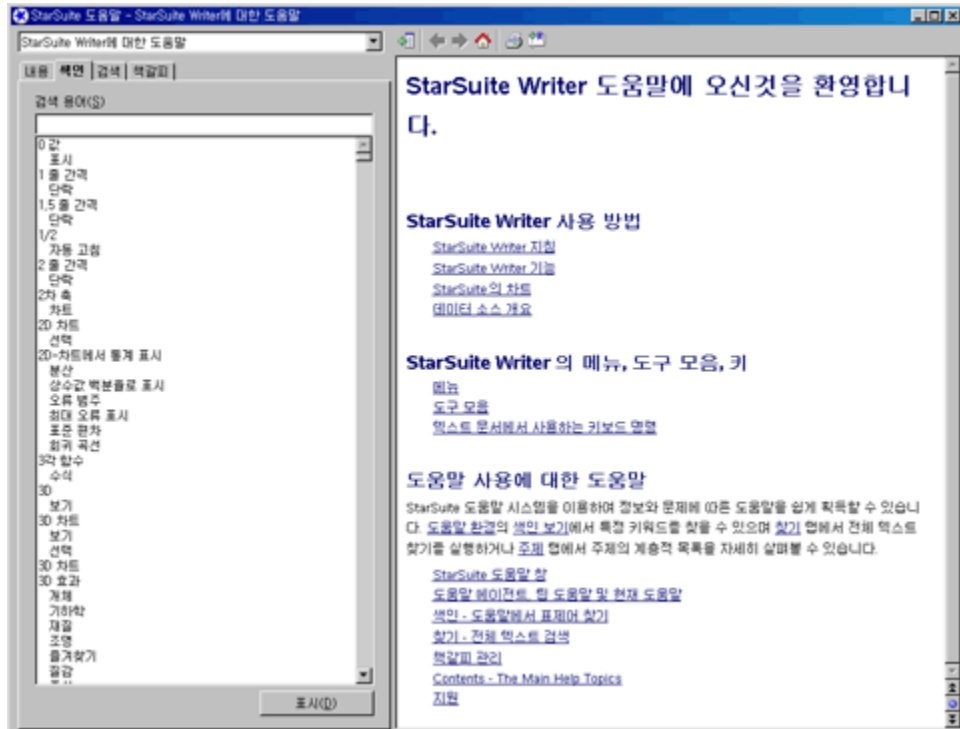 StarSuite 도움말 - StarSuite Writer에 대한 도움말
StarSuite Writer에 대한 도움말
내용 색인 검색 책갈피
검색 용어(S)
0 값
표시
1 줄 간격
단락
1,5 줄 간격
단락
1/2
자동 고침
2 줄 간격
단락
2차 축
차트
2D 차트
선택
2D-차트에서 통계 표시
분산
상수값 백분율로 표시
오류 범주
최대 오류 표시
표준 편차
회귀 곡선
3각 함수
수식
3D
보기
3D 차트
보기
선택
3D 차트
3D 효과
개체
기하학
재질
조명
즐겨찾기
질감
표시(D)
StarSuite Writer 도움말에 오신것을 환영합니
다.
StarSuite Writer 사용 방법
StarSuite Writer 지침
StarSuite Writer 기능
StarSuite의 차트
데이터 소스 개요
StarSuite Writer 의 메뉴, 도구 모음, 키
메뉴
도구 모음
텍스트 문서에서 사용하는 키보드 명령
도움말 사용에 대한 도움말
StarSuite 도움말 시스템을 이용하여 정보와 문제에 따른 도움말을 쉽게 획득할 수 있습니
다. 도움말 환경의 색인 보기에서 특정 키워드를 찾을 수 있으며 찾기 탭에서 전체 텍스트
찾기를 실행하거나 주제 탭에서 주제의 계층적 목록을 자세히 살펴볼 수 있습니다.
StarSuite 도움말 창
도움말 에이전트, 팁 도움말 및 현재 도움말
색인 - 도움말에서 표제어 찾기
찾기 - 전체 텍스트 검색
책갈피 관리
Contents - The Main Help Topics
지원